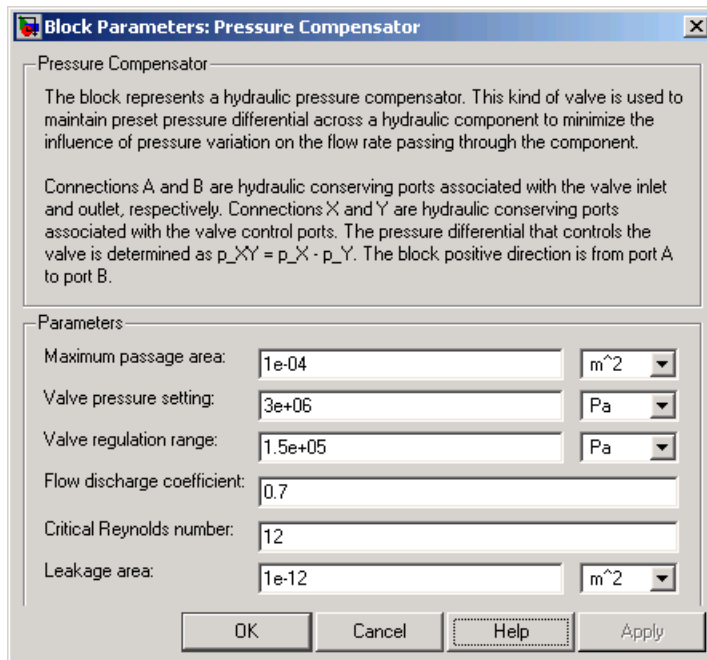 Block Parameters: Pressure Compensator
Pressure Compensator
The block represents a hydraulic pressure compensator. This kind of valve is used to
maintain preset pressure differential across a hydraulic component to minimize the
influence of pressure variation on the flow rate passing through the component.
Connections A and B are hydraulic conserving ports associated with the valve inlet
and outlet, respectively. Connections X and Y are hydraulic conserving ports
associated with the valve control ports. The pressure differential that controls the
valve is determined as p_XY = p_X - p_Y. The block positive direction is from port A
to port B.
Parameters
Maximum passage area: 1e-04 m^2
Valve pressure setting: 3e+06 Pa
Valve regulation range: 1.5e+05 Pa
Flow discharge coefficient: 0.7
Critical Reynolds number: 12
Leakage area: 1e-12 m^2
OK Cancel Help Apply